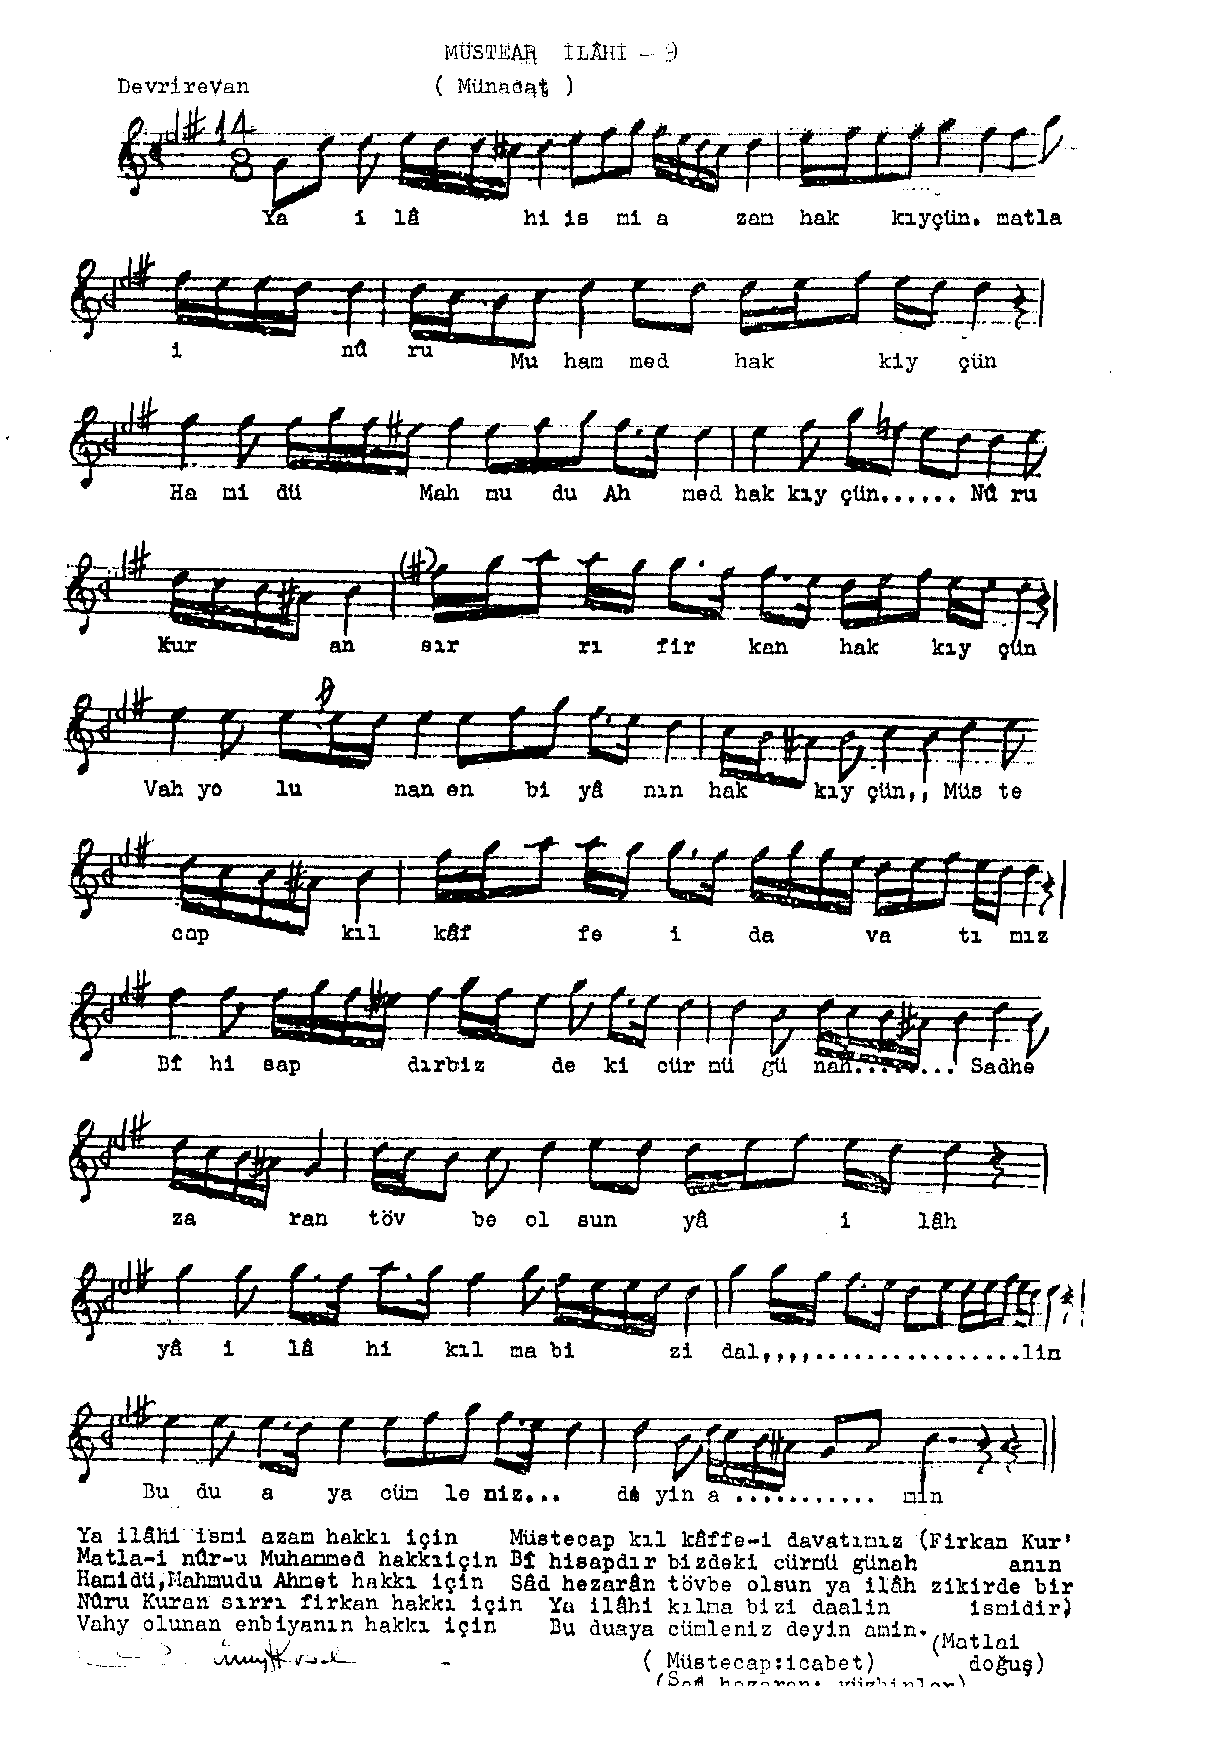 MÜSTEAR İLÂHİ - 9
Devrirevan ( Münacat )
14
8
Ya i lâ hi is mi a zam hak kıyçün. matla
i nû ru Mu ham med hak kiy çün
Ha mi dü Mah mu du Ah med hak kıy çün...... Nû ru
Kur an sır rı fir kan hak kıy çün
Vah yo lu nan en bi yâ nın hak kıy çün,, Müs te
cap kıl kâf fe i da va tı mız
Bî hi sap dırbiz de ki cür mü gü nah........ Sadhe
za ran töv be ol sun yâ i lâh
yâ i lâ hi kıl ma bi zi dal,,,,.................lin
Bu du a ya cüm le niz... de yin a ........... min
Ya ilâhi ismi azam hakkı için Müstecap kıl kâffe-i davatımız (Firkan Kur'
Matla-i nûr-u Muhammed hakkıiçin Bî hisapdır bizdeki cürmü günah anın
Hamidü,Mahmudu Ahmet hakkı için Sâd hezarân tövbe olsun ya ilâh zikirde bir
Nûru Kuran sırrı firkan hakkı için Ya ilâhi kılma bizi daalin ismidir)
Vahy olunan enbiyanın hakkı için Bu duaya cümleniz deyin amin.
(Matlai
( Müstecap:icabet) doğuş)